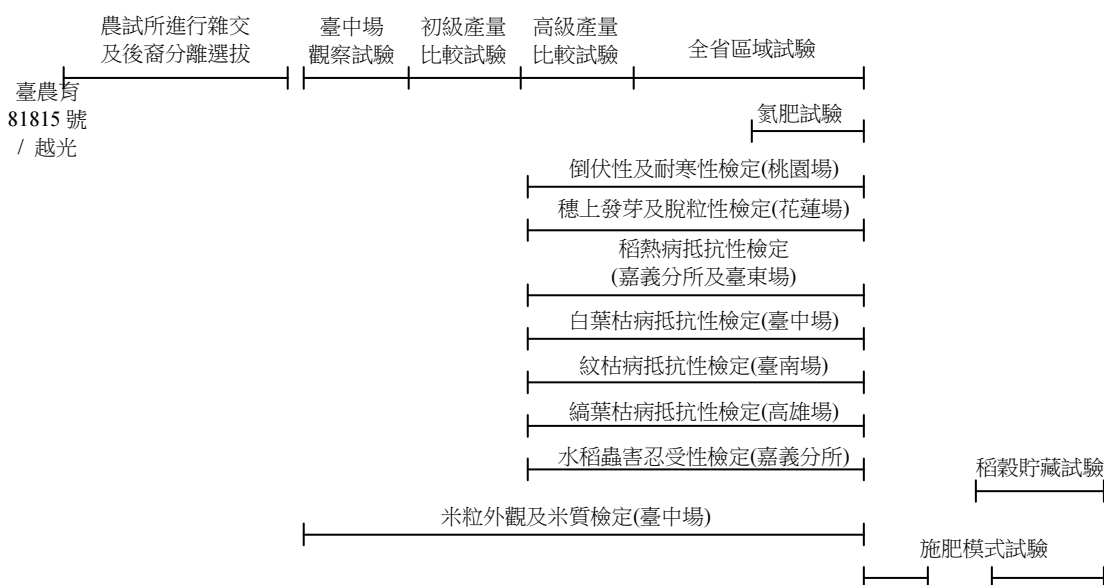 農試所進行雜交
及後裔分離選拔
臺中場
觀察試驗
初級產量
比較試驗
高級產量
比較試驗
全省區域試驗
臺農育
81815 號
/ 越光
氮肥試驗
倒伏性及耐寒性檢定(桃園場)
穗上發芽及脫粒性檢定(花蓮場)
稻熱病抵抗性檢定
(嘉義分所及臺東場)
白葉枯病抵抗性檢定(臺中場)
紋枯病抵抗性檢定(臺南場)
縞葉枯病抵抗性檢定(高雄場)
水稻蟲害忍受性檢定(嘉義分所)
稻穀貯藏試驗
米粒外觀及米質檢定(臺中場)
施肥模式試驗